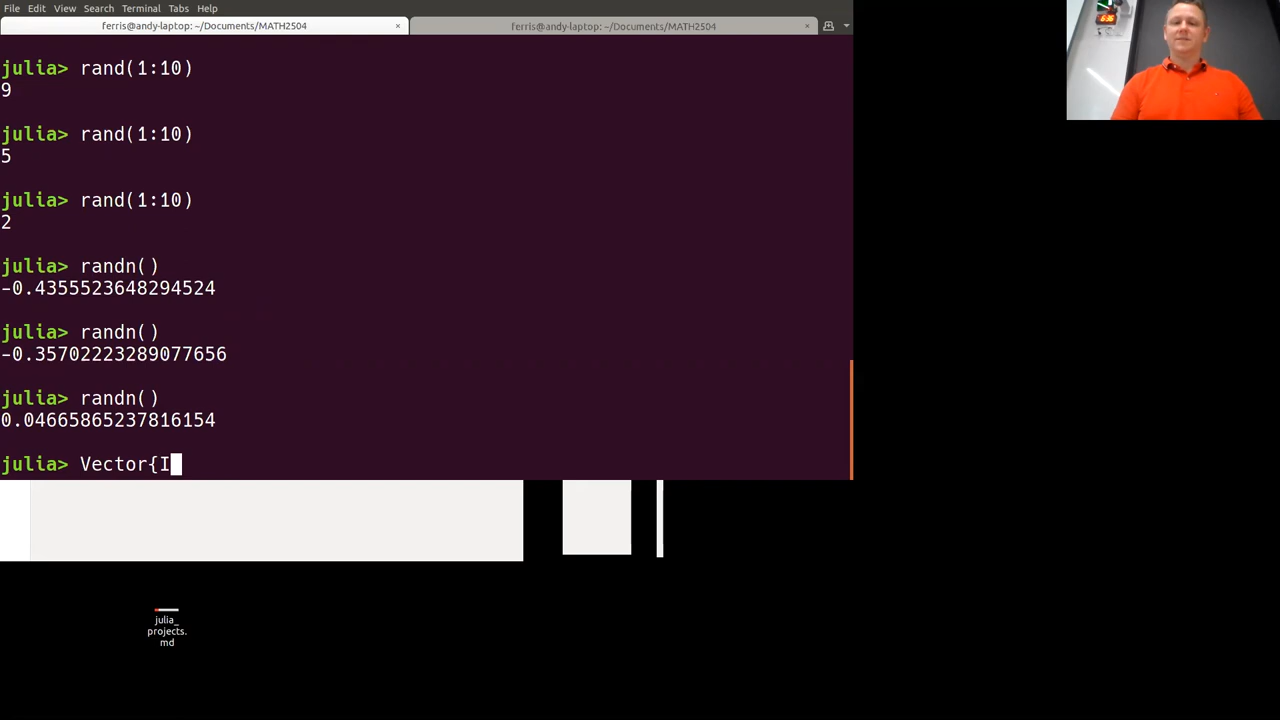 File Edit View Search Terminal Tabs Help
ferris@andy-laptop: ~/Documents/MATH2504 × ferris@andy-laptop: ~/Documents/MATH2504 ×
julia> rand(1:10)
9
julia> rand(1:10)
5
julia> rand(1:10)
2
julia> randn()
-0.4355523648294524
julia> randn()
-0.35702223289077656
julia> randn()
0.04665865237816154
julia> Vector{I
julia_
projects.
md